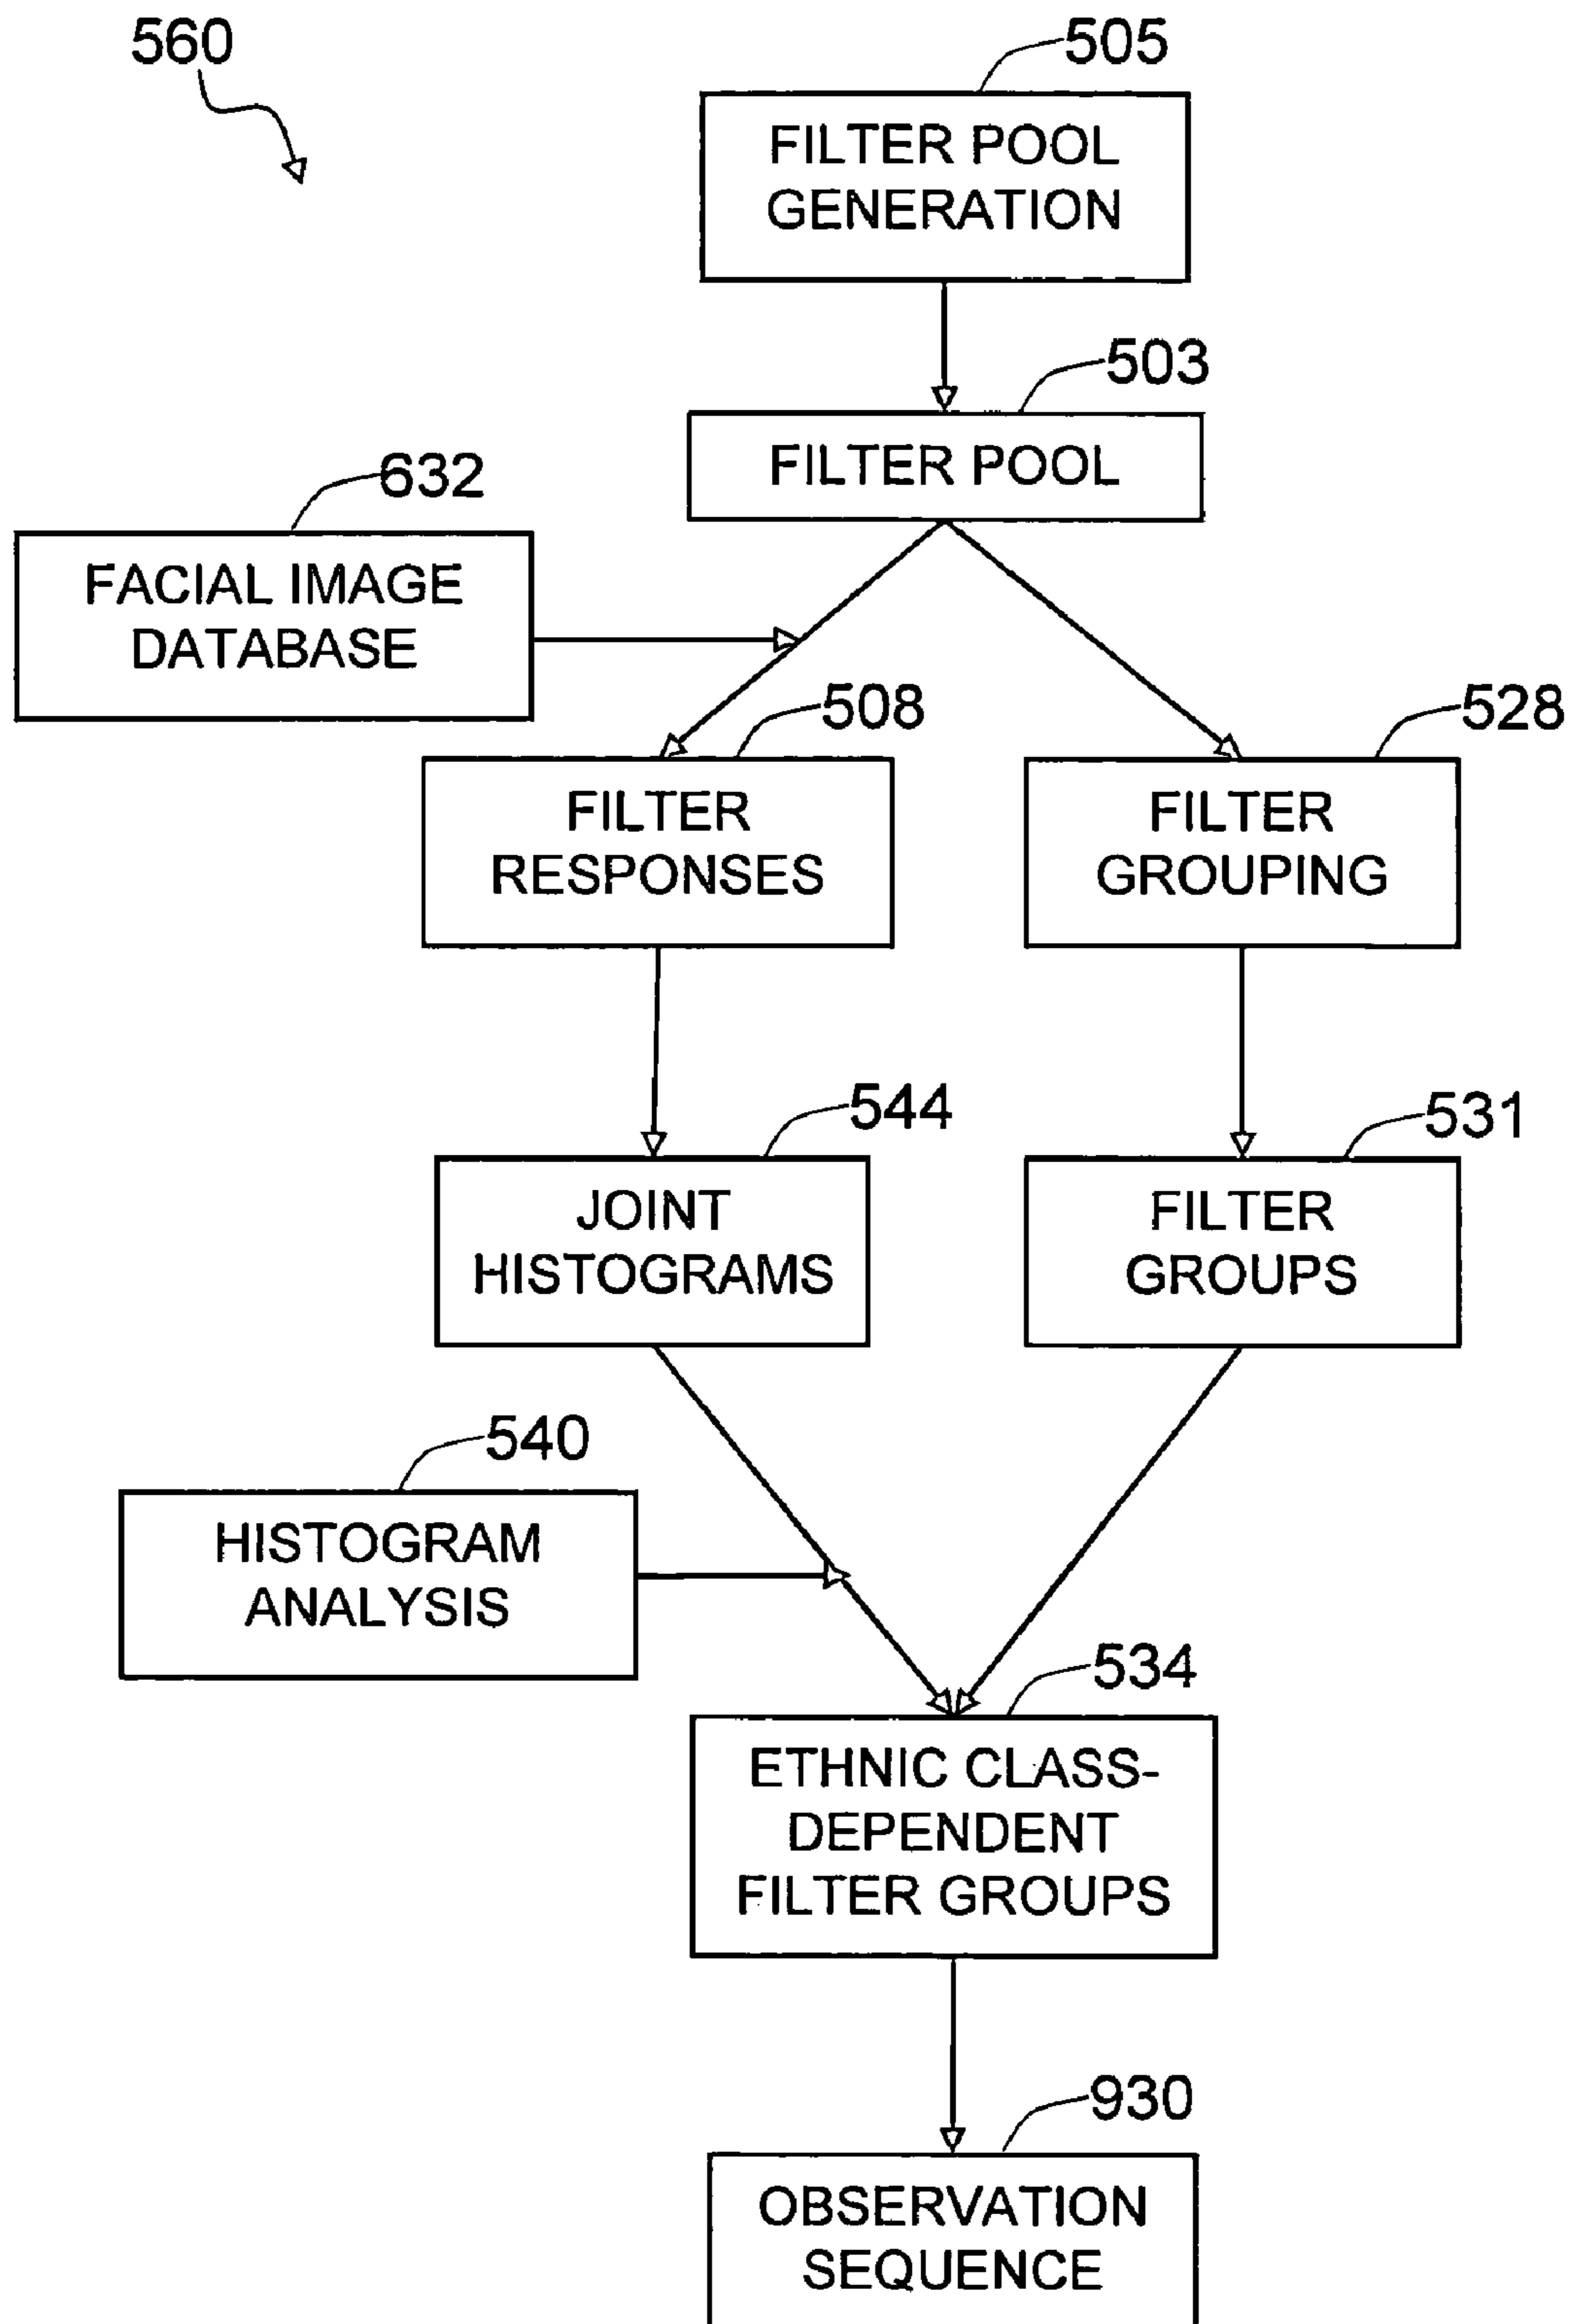 560
505
FILTER POOL
GENERATION
503
FILTER POOL
632
FACIAL IMAGE
DATABASE
508
FILTER
RESPONSES
528
FILTER
GROUPING
544
JOINT
HISTOGRAMS
531
FILTER
GROUPS
540
HISTOGRAM
ANALYSIS
534
ETHNIC CLASS-
DEPENDENT
FILTER GROUPS
930
OBSERVATION
SEQUENCE